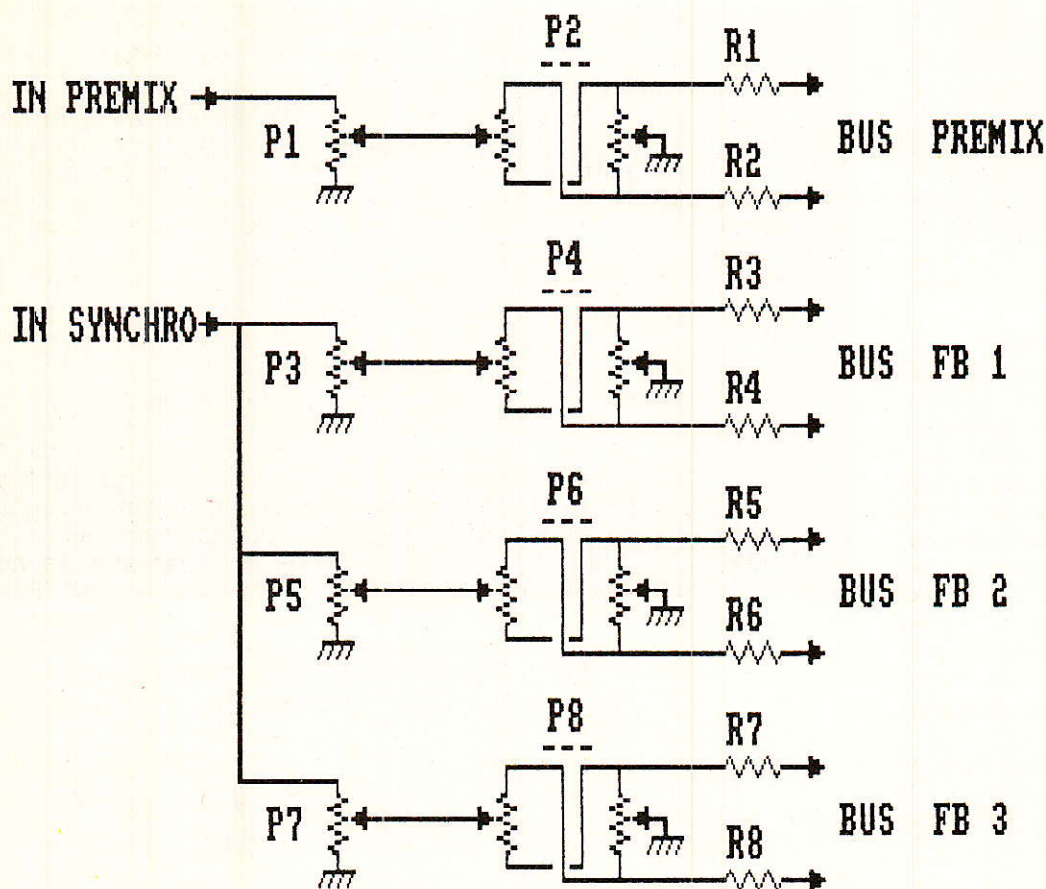 P2
R1
IN PREMIX
P1
BUS PREMIX
R2
P4
R3
IN SYNCHRO
P3
BUS FB 1
R4
P6
R5
P5
BUS FB 2
R6
P8
R7
P7
BUS FB 3
R8